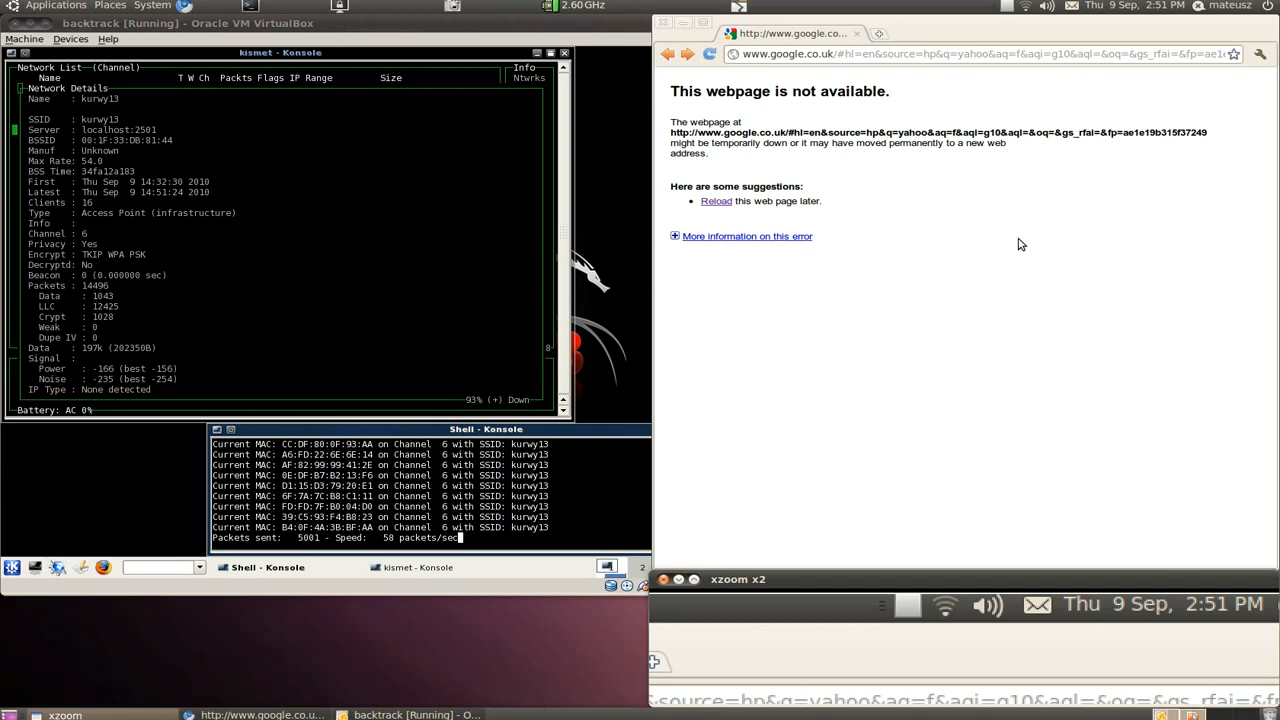 Applications Places System
2.60 GHz
Thu 9 Sep, 2:51 PM
mateusz
backtrack [Running] - Oracle VM VirtualBox
Machine Devices Help
kismet - Konsole
Network List—(Channel)
Info
Name T W Ch Packts Flags IP Range Size
Ntwrks
Network Details
Name : kurwy13
SSID : kurwy13
Server : localhost:2501
BSSID : 00:1F:33:DB:81:44
Manuf : Unknown
Max Rate: 54.0
BSS Time: 34fa12a183
First : Thu Sep 9 14:32:30 2010
Latest : Thu Sep 9 14:51:24 2010
Clients : 16
Type : Access Point (infrastructure)
Info :
Channel : 6
Privacy : Yes
Encrypt : TKIP WPA PSK
Decryptd: No
Beacon : 0 (0.000000 sec)
Packets : 14496
Data : 1043
LLC : 12425
Crypt : 1028
Weak : 0
Dupe IV : 0
Data : 197k (202350B)
8
Signal :
Power : -166 (best -156)
Noise : -235 (best -254)
IP Type : None detected
93% (+) Down
Battery: AC 0%
Shell - Konsole
Current MAC: CC:DF:80:0F:93:AA on Channel 6 with SSID: kurwy13
Current MAC: A6:FD:22:6E:6E:14 on Channel 6 with SSID: kurwy13
Current MAC: AF:82:99:99:41:2E on Channel 6 with SSID: kurwy13
Current MAC: 0E:DF:B7:B2:13:F6 on Channel 6 with SSID: kurwy13
Current MAC: D1:15:D3:79:20:E1 on Channel 6 with SSID: kurwy13
Current MAC: 6F:7A:7C:B8:C1:11 on Channel 6 with SSID: kurwy13
Current MAC: FD:FD:7F:B0:04:D0 on Channel 6 with SSID: kurwy13
Current MAC: 39:C5:93:F4:B8:23 on Channel 6 with SSID: kurwy13
Current MAC: B4:0F:4A:3B:BF:AA on Channel 6 with SSID: kurwy13
Packets sent: 5001 - Speed: 58 packets/sec
Shell - Konsole
kismet - Konsole
2
http://www.google.co....
www.google.co.uk/#hl=en&source=hp&q=yahoo&aq=f&aqi=g10&aql=&oq=&gs_rfai=&fp=ae1
This webpage is not available.
The webpage at
http://www.google.co.uk/#hl=en&source=hp&q=yahoo&aq=f&aqi=g10&aql=&oq=&gs_rfai=&fp=ae1e19b315f37249
might be temporarily down or it may have moved permanently to a new web
address.
Here are some suggestions:
• Reload this web page later.
More information on this error
xzoom x2
Thu 9 Sep, 2:51 PM
source=hp&q=yahoo&aq=f&aqi=g10&aql=&oq=&gs_rfai=&f
xzoom
http://www.google.co.u...
backtrack [Running] - O...